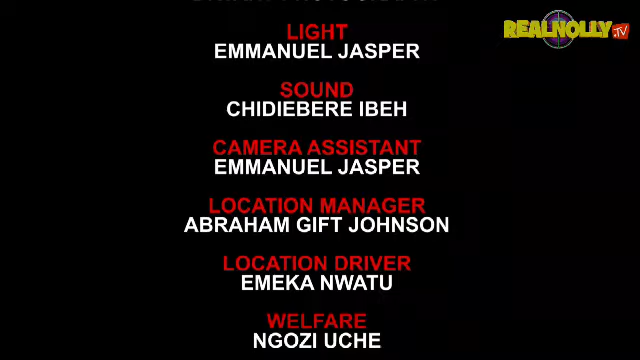 REALNOLLY.TV
LIGHT
EMMANUEL JASPER
SOUND
CHIDIEBERE IBEH
CAMERA ASSISTANT
EMMANUEL JASPER
LOCATION MANAGER
ABRAHAM GIFT JOHNSON
LOCATION DRIVER
EMEKA NWATU
WELFARE
NGOZI UCHE